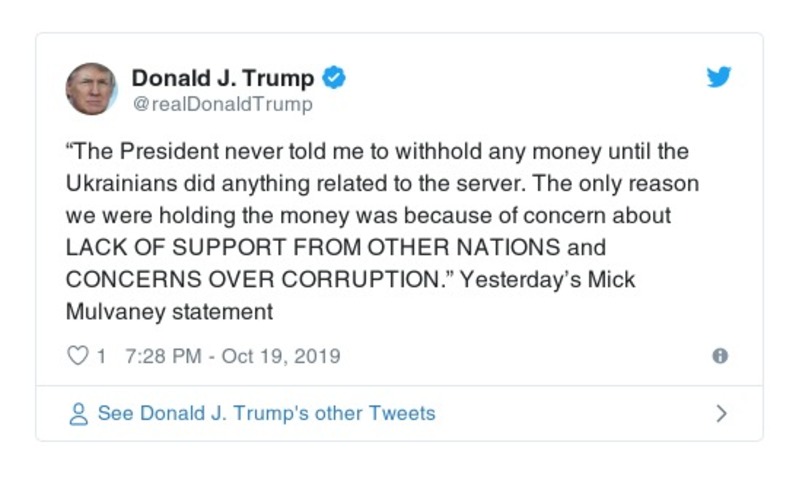 Donald J. Trump
@realDonaldTrump
“The President never told me to withhold any money until the
Ukrainians did anything related to the server. The only reason
we were holding the money was because of concern about
LACK OF SUPPORT FROM OTHER NATIONS and
CONCERNS OVER CORRUPTION.” Yesterday’s Mick
Mulvaney statement
1 7:28 PM - Oct 19, 2019
See Donald J. Trump's other Tweets